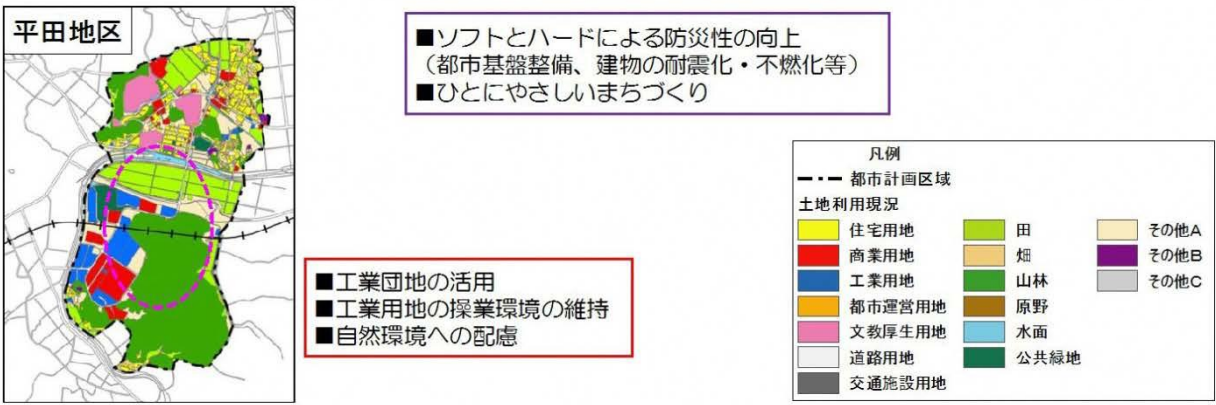 平田地区
■ソフトとハードによる防災性の向上
（都市基盤整備、建物の耐震化・不燃化等）
■ひとにやさしいまちづくり
■工業団地の活用
■工業用地の操業環境の維持
■自然環境への配慮
凡例
都市計画区域
土地利用現況
住宅用地
商業用地
工業用地
都市運営用地
文教厚生用地
道路用地
交通施設用地
田
畑
山林
原野
水面
公共緑地
その他A
その他B
その他C